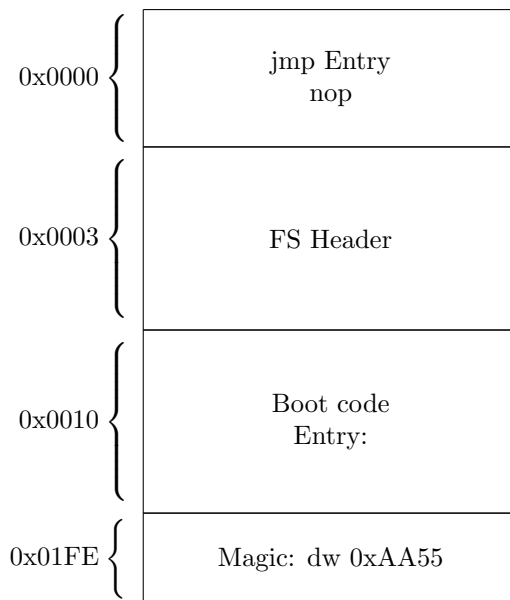 0x0000
jmp Entry
nop
0x0003
FS Header
0x0010
Boot code
Entry:
0x01FE
Magic: dw 0xAA55